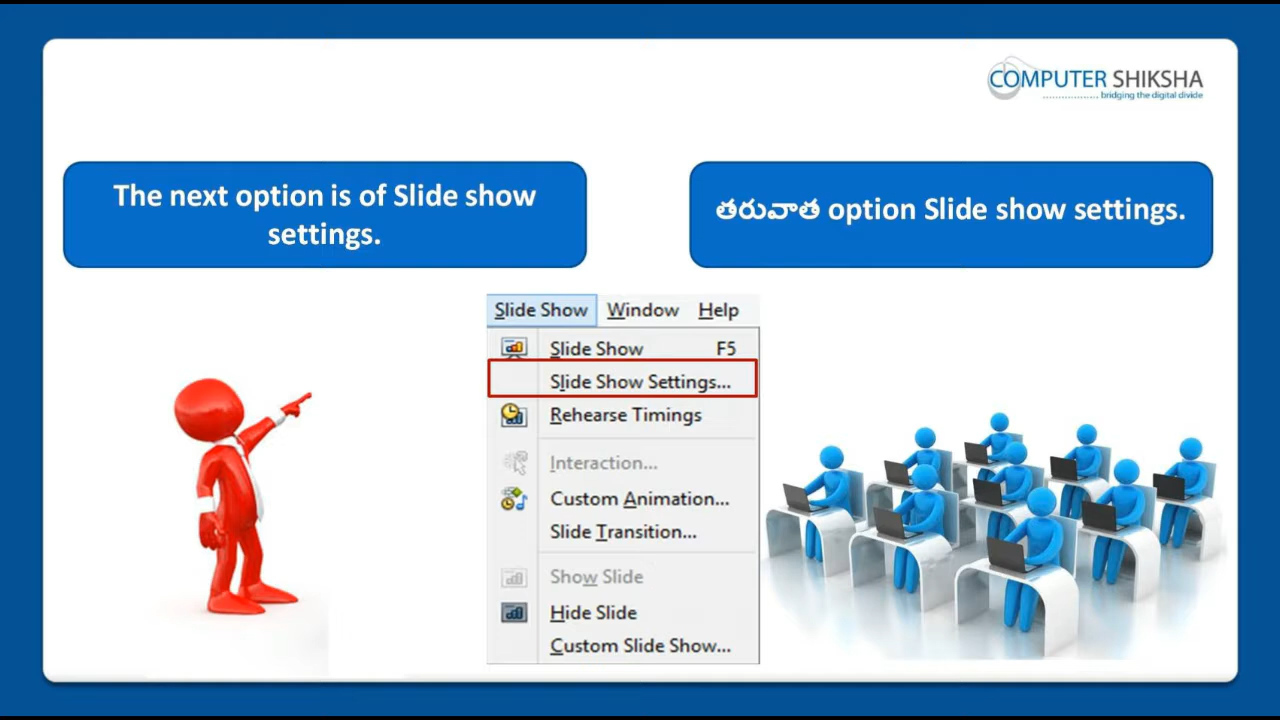 COMPUTER SHIKSHA
bridging the digital divide
The next option is of Slide show
settings.
తరువాత option Slide show settings.
Slide Show Window Help
Slide Show F5
Slide Show Settings...
Rehearse Timings
Interaction...
Custom Animation...
Slide Transition...
Show Slide
Hide Slide
Custom Slide Show...